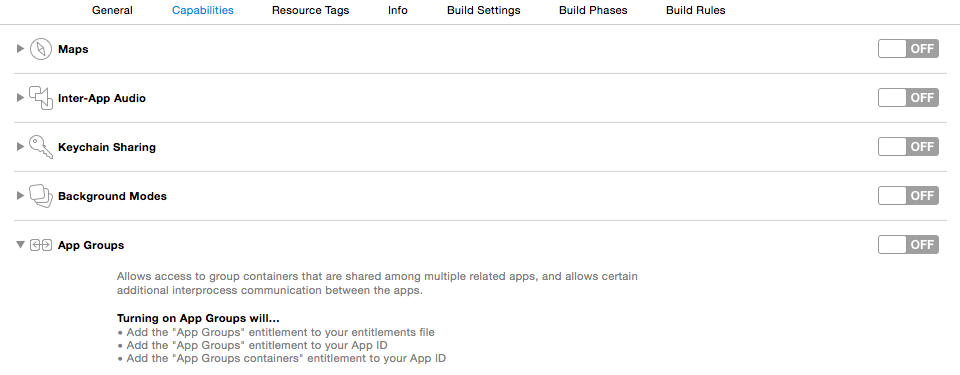 General Capabilities Resource Tags Info Build Settings Build Phases Build Rules
Maps OFF
Inter-App Audio OFF
Keychain Sharing OFF
Background Modes OFF
App Groups OFF
Allows access to group containers that are shared among multiple related apps, and allows certain
additional interprocess communication between the apps.
Turning on App Groups will...
• Add the "App Groups" entitlement to your entitlements file
• Add the "App Groups" entitlement to your App ID
• Add the "App Groups containers" entitlement to your App ID